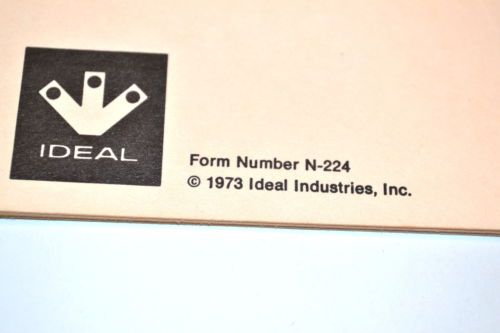 IDEAL
Form Number N-224
© 1973 Ideal Industries, Inc.